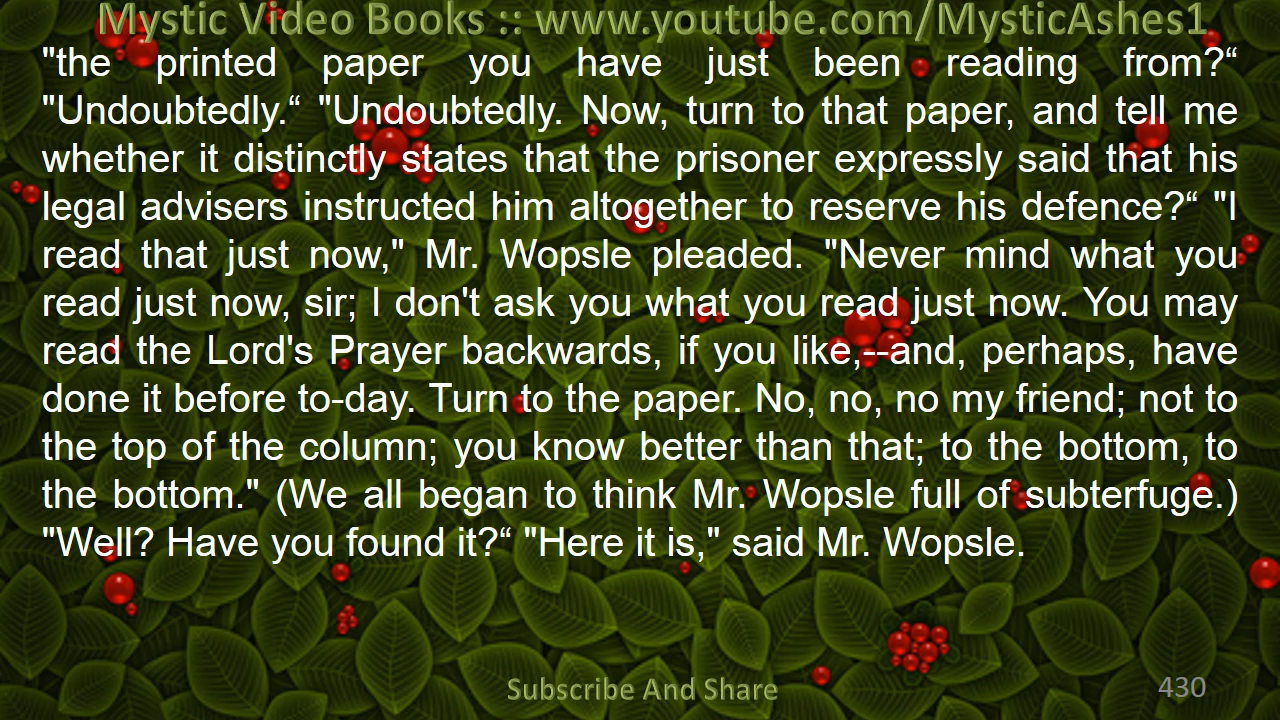 Mystic Video Books :: www.youtube.com/MysticAshes1
"the printed paper you have just been reading from?“
"Undoubtedly.“ "Undoubtedly. Now, turn to that paper, and tell me
whether it distinctly states that the prisoner expressly said that his
legal advisers instructed him altogether to reserve his defence?“ "I
read that just now," Mr. Wopsle pleaded. "Never mind what you
read just now, sir; I don't ask you what you read just now. You may
read the Lord's Prayer backwards, if you like,--and, perhaps, have
done it before to-day. Turn to the paper. No, no, no my friend; not to
the top of the column; you know better than that; to the bottom, to
the bottom." (We all began to think Mr. Wopsle full of subterfuge.)
"Well? Have you found it?“ "Here it is," said Mr. Wopsle.
Subscribe And Share
430